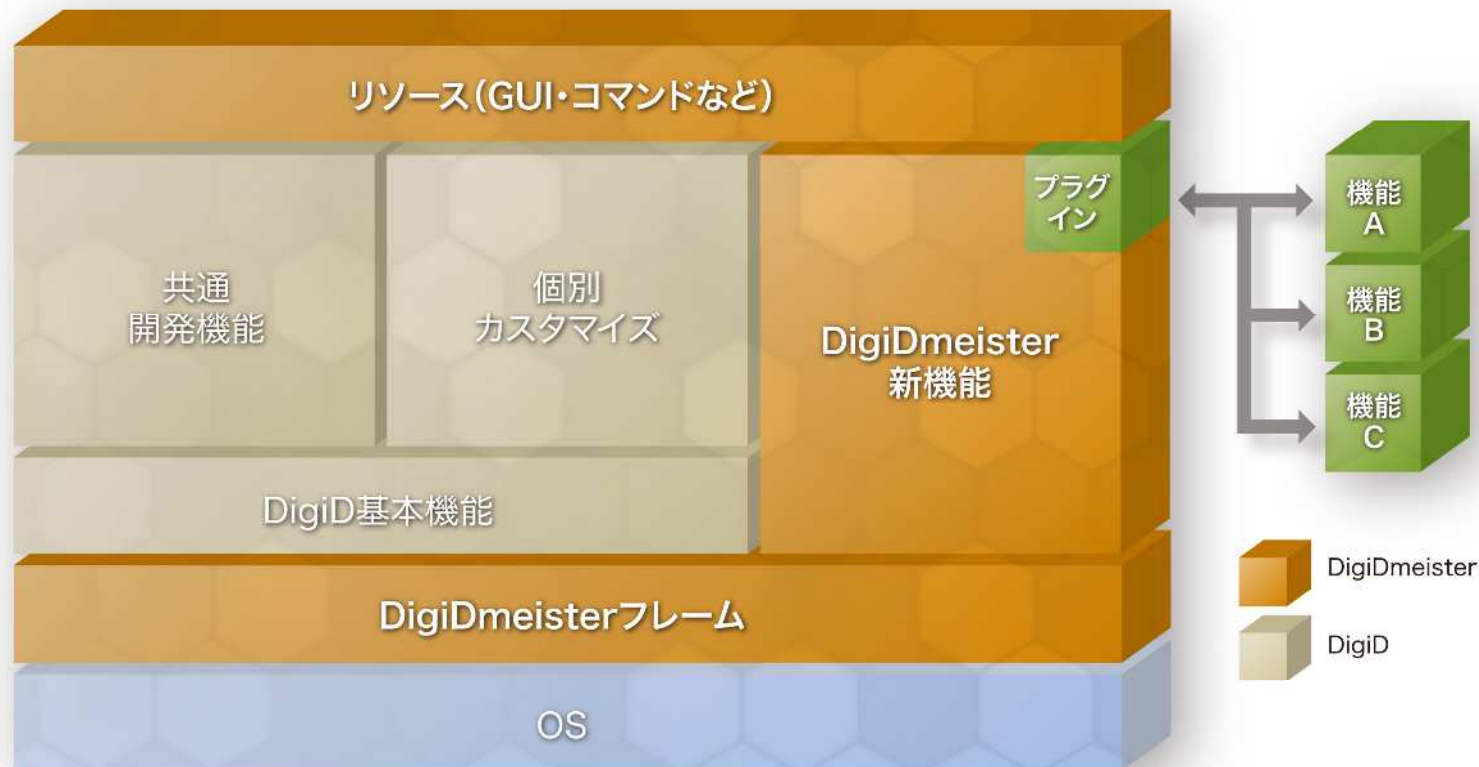 リソース(GUI・コマンドなど)
プラグ
イン
機能
A
共通
開発機能
個別
カスタマイズ
DigiDmeister
新機能
機能
B
機能
C
DigiD基本機能
DigiDmeisterフレーム
OS
DigiDmeister
DigiD